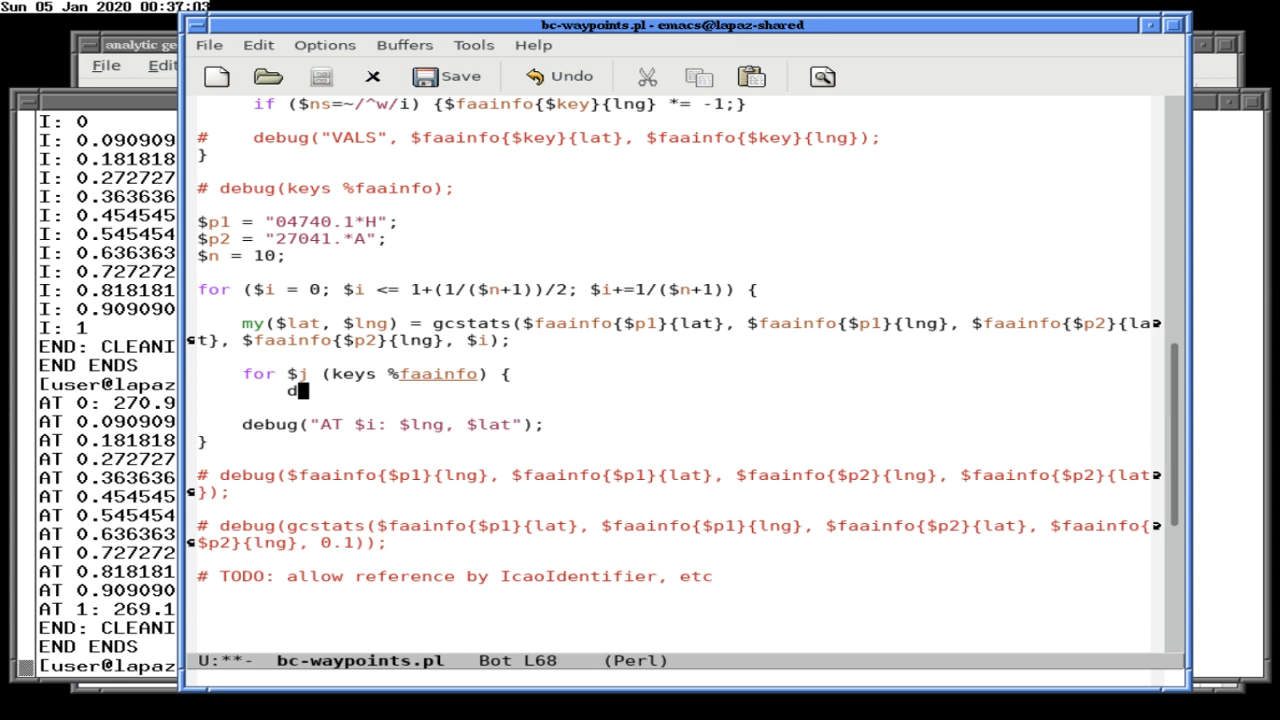 Sun 05 Jan 2020 00:37:03
bc-waypoints.pl - emacs@lapaz-shared
analytic ge
File Edit Options Buffers Tools Help
File Edit
Save Undo
I: 0
I: 0.090909
I: 0.181818
I: 0.272727
I: 0.363636
I: 0.454545
I: 0.545454
I: 0.636363
I: 0.727272
I: 0.818181
I: 0.909090
I: 1
END: CLEANI
END ENDS
[user@lapaz
AT 0: 270.9
AT 0.090909
AT 0.181818
AT 0.272727
AT 0.363636
AT 0.454545
AT 0.545454
AT 0.636363
AT 0.727272
AT 0.818181
AT 0.909090
AT 1: 269.1
END: CLEANI
END ENDS
[user@lapaz
if ($ns=~/^w/i) {$faainfo{$key}{lng} *= -1;}
#    debug("VALS", $faainfo{$key}{lat}, $faainfo{$key}{lng});
}
# debug(keys %faainfo);
$p1 = "04740.1*H";
$p2 = "27041.*A";
$n = 10;
for ($i = 0; $i <= 1+(1/($n+1))/2; $i+=1/($n+1)) {
my($lat, $lng) = gcstats($faainfo{$p1}{lat}, $faainfo{$p1}{lng}, $faainfo{$p2}{la
t}, $faainfo{$p2}{lng}, $i);
for $j (keys %faainfo) {
d
debug("AT $i: $lng, $lat");
}
# debug($faainfo{$p1}{lng}, $faainfo{$p1}{lat}, $faainfo{$p2}{lng}, $faainfo{$p2}{lat
});
# debug(gcstats($faainfo{$p1}{lat}, $faainfo{$p1}{lng}, $faainfo{$p2}{lat}, $faainfo{
$p2}{lng}, 0.1));
# TODO: allow reference by IcaoIdentifier, etc
U:**-  bc-waypoints.pl   Bot L68    (Perl)